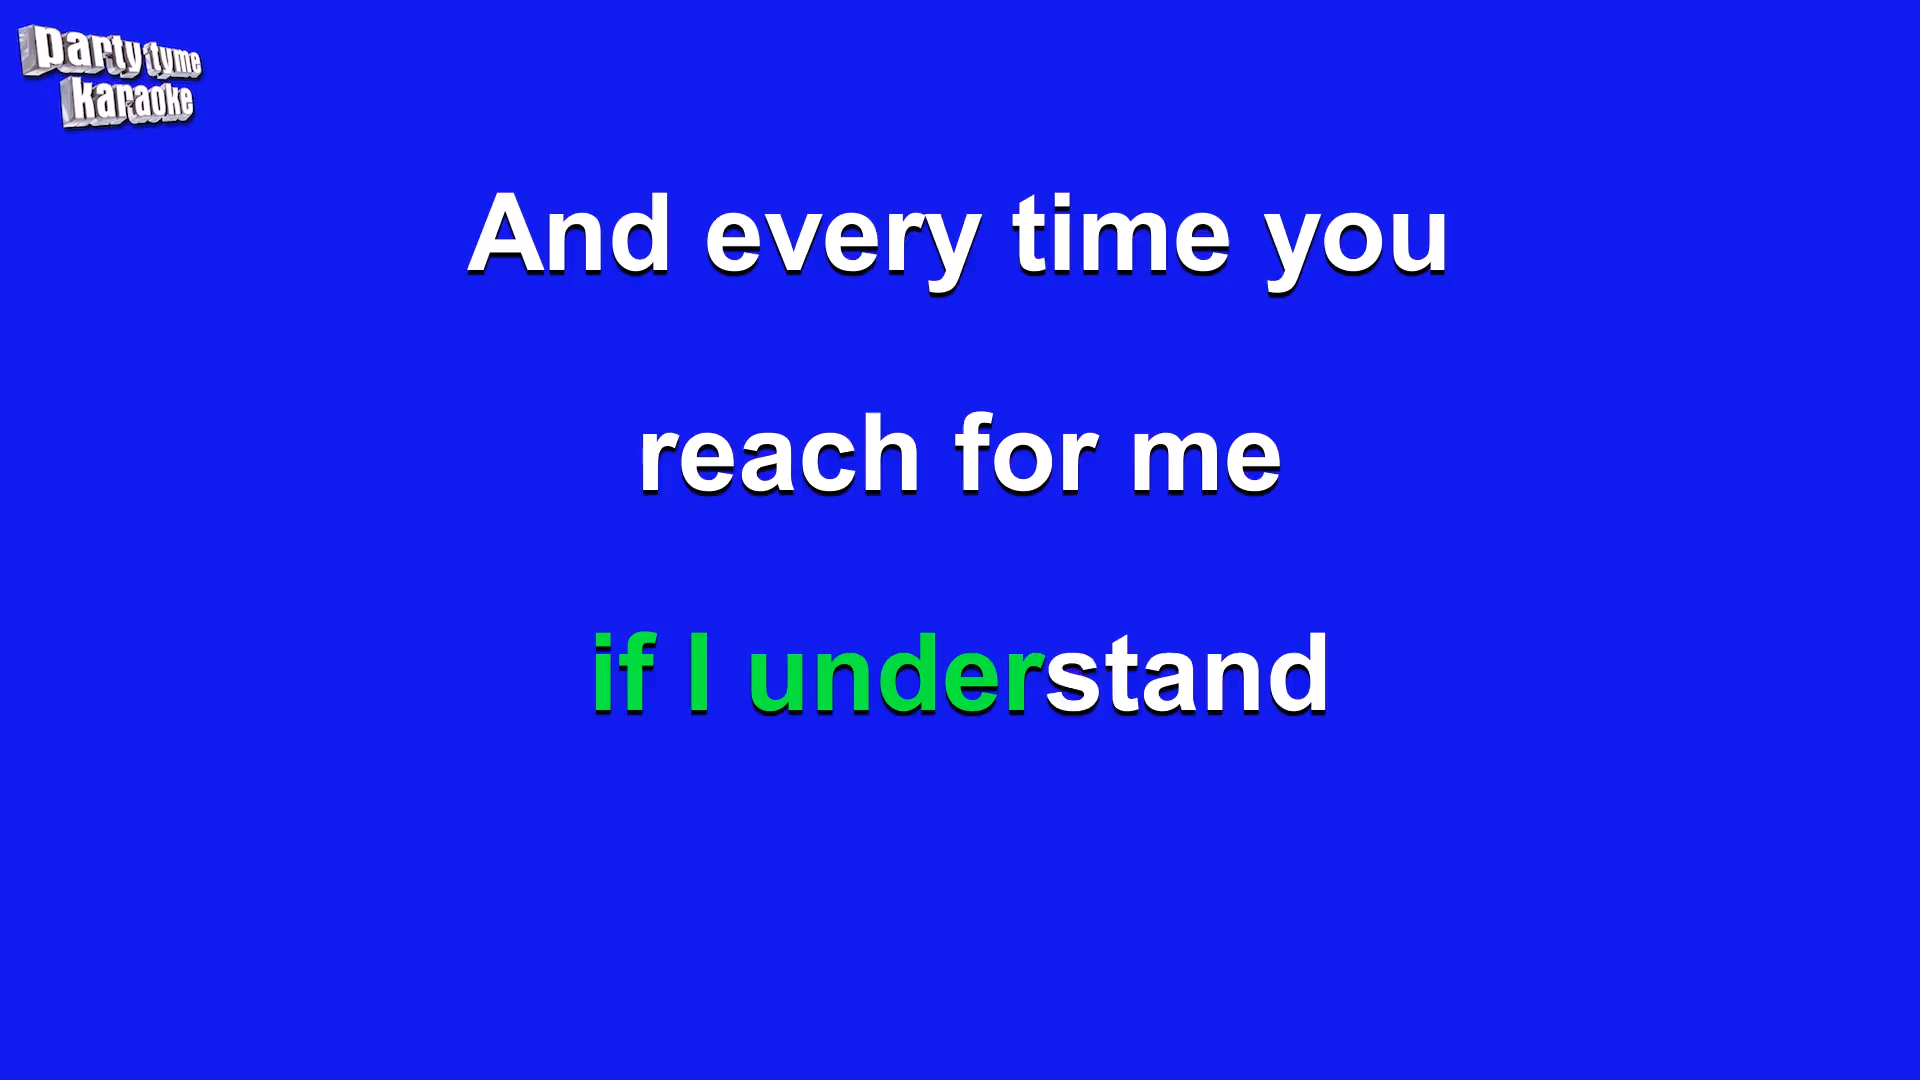 party tyme
karaoke
And every time you
reach for me
if I understand